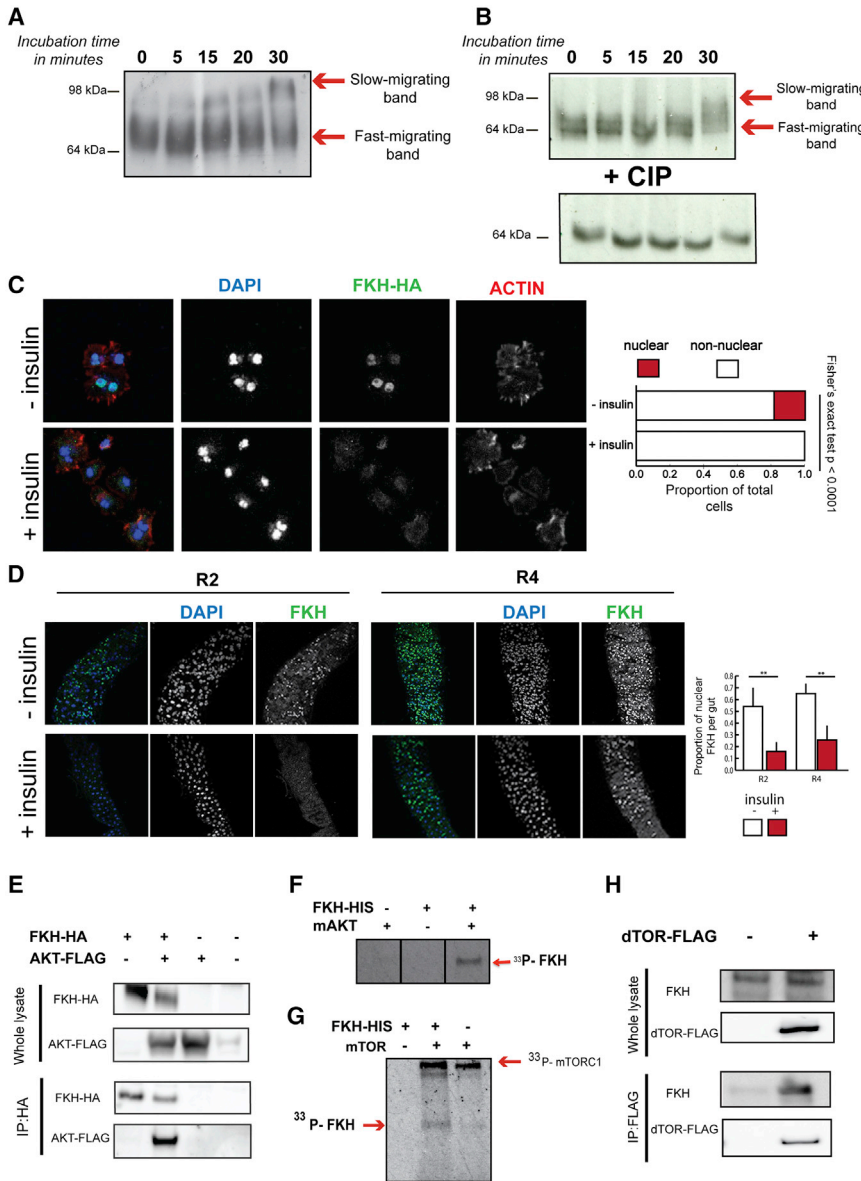 A
Incubation time
in minutes
0 5 15 20 30
98 kDa
64 kDa
Slow-migrating
band
Fast-migrating
band
B
Incubation time
in minutes
0 5 15 20 30
98 kDa
64 kDa
Slow-migrating
band
Fast-migrating
band
+ CIP
64 kDa
C
DAPI FKH-HA ACTIN
- insulin
+ insulin
nuclear non-nuclear
- insulin
+ insulin
0.0 0.2 0.4 0.6 0.8 1.0
Proportion of total
cells
Fisher's exact test p < 0.0001
D
R2 R4
DAPI FKH DAPI FKH
- insulin
+ insulin
Proportion of nuclear
FKH per gut
0.8
0.7
0.6
0.5
0.4
0.3
0.2
0.1
0
** **
R2 R4
insulin
- +
E
FKH-HA + + - -
AKT-FLAG - + + -
Whole lysate
FKH-HA
AKT-FLAG
IP:HA
FKH-HA
AKT-FLAG
F
FKH-HIS - + +
mAKT + - +
33P- FKH
G
FKH-HIS + + -
mTOR - + +
33P- mTORC1
33P- FKH
H
dTOR-FLAG - +
Whole lysate
FKH
dTOR-FLAG
IP:FLAG
FKH
dTOR-FLAG